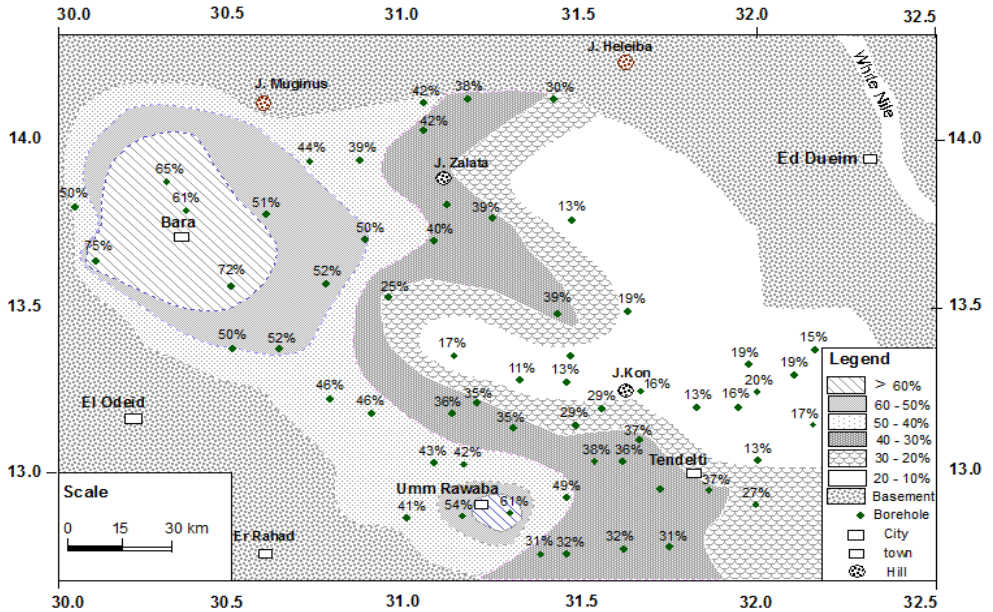 30.0 30.5 31.0 31.5 32.0 32.5
J. Heleiba
J. Muginus
White Nile
42% 38% 30%
42%
14.0 14.0
44% 39%
J. Zalata
Ed Dueim
65%
50% 61% 51% 39% 13%
Bara
50% 40%
75%
72% 52%
25%
39% 19%
13.5 13.5
50% 52%
17% 15%
11% 13% 19% 19%
J.Kon
16% 20%
Legend
> 60%
60 - 50%
50 - 40%
40 - 30%
30 - 20%
20 - 10%
Basement
Borehole
City
town
Hill
46% 46% 36% 35% 29% 13% 16%
El Odeid
35% 29% 17%
37%
43% 42% 38% 36% 13%
13.0 13.0
Tendelti
Umm Rawaba
49% 37%
41% 54% 61% 27%
Scale
0 15 30 km
Er Rahad
31% 32% 32% 31%
30.0 30.5 31.0 31.5 32.0 32.5